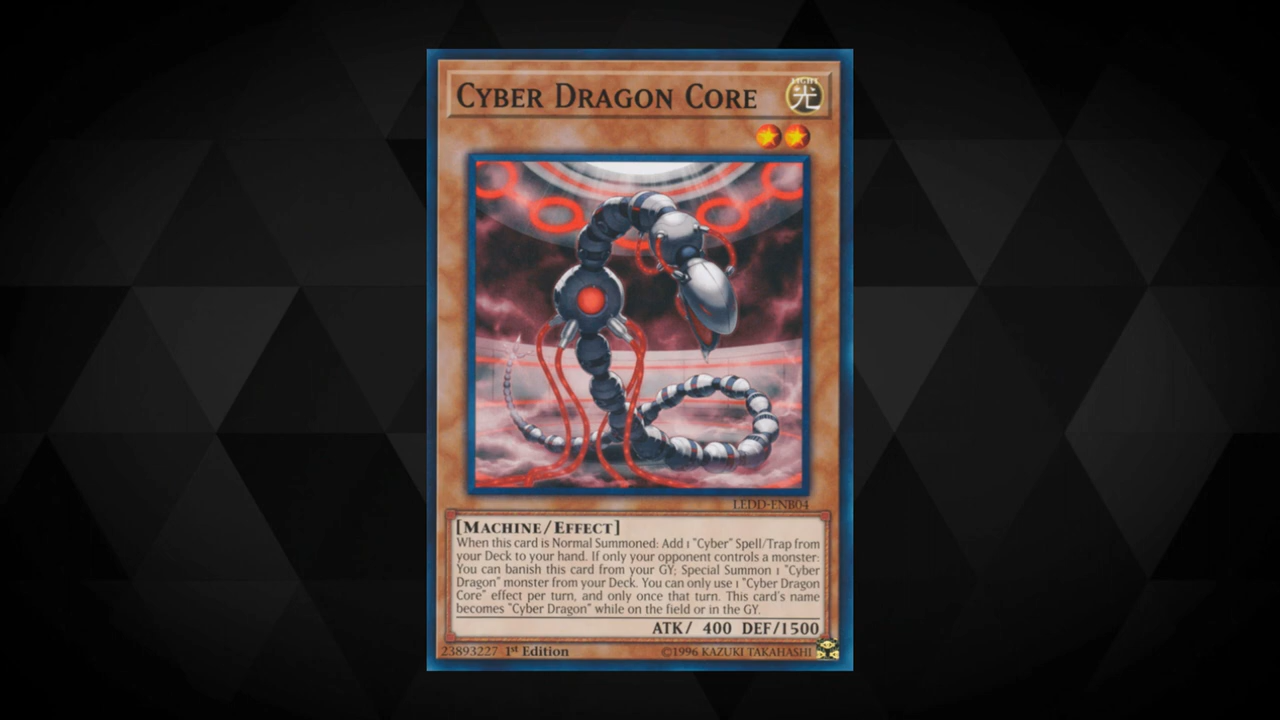 CYBER DRAGON CORE
LIGHT
光
LEDD-ENB04
[MACHINE/EFFECT]
When this card is Normal Summoned: Add 1 "Cyber" Spell/Trap from
your Deck to your hand. If only your opponent controls a monster:
You can banish this card from your GY; Special Summon 1 "Cyber
Dragon" monster from your Deck. You can only use 1 "Cyber Dragon
Core" effect per turn, and only once that turn. This card's name
becomes "Cyber Dragon" while on the field or in the GY.
ATK/ 400 DEF/1500
23893227 1st Edition ©1996 KAZUKI TAKAHASHI